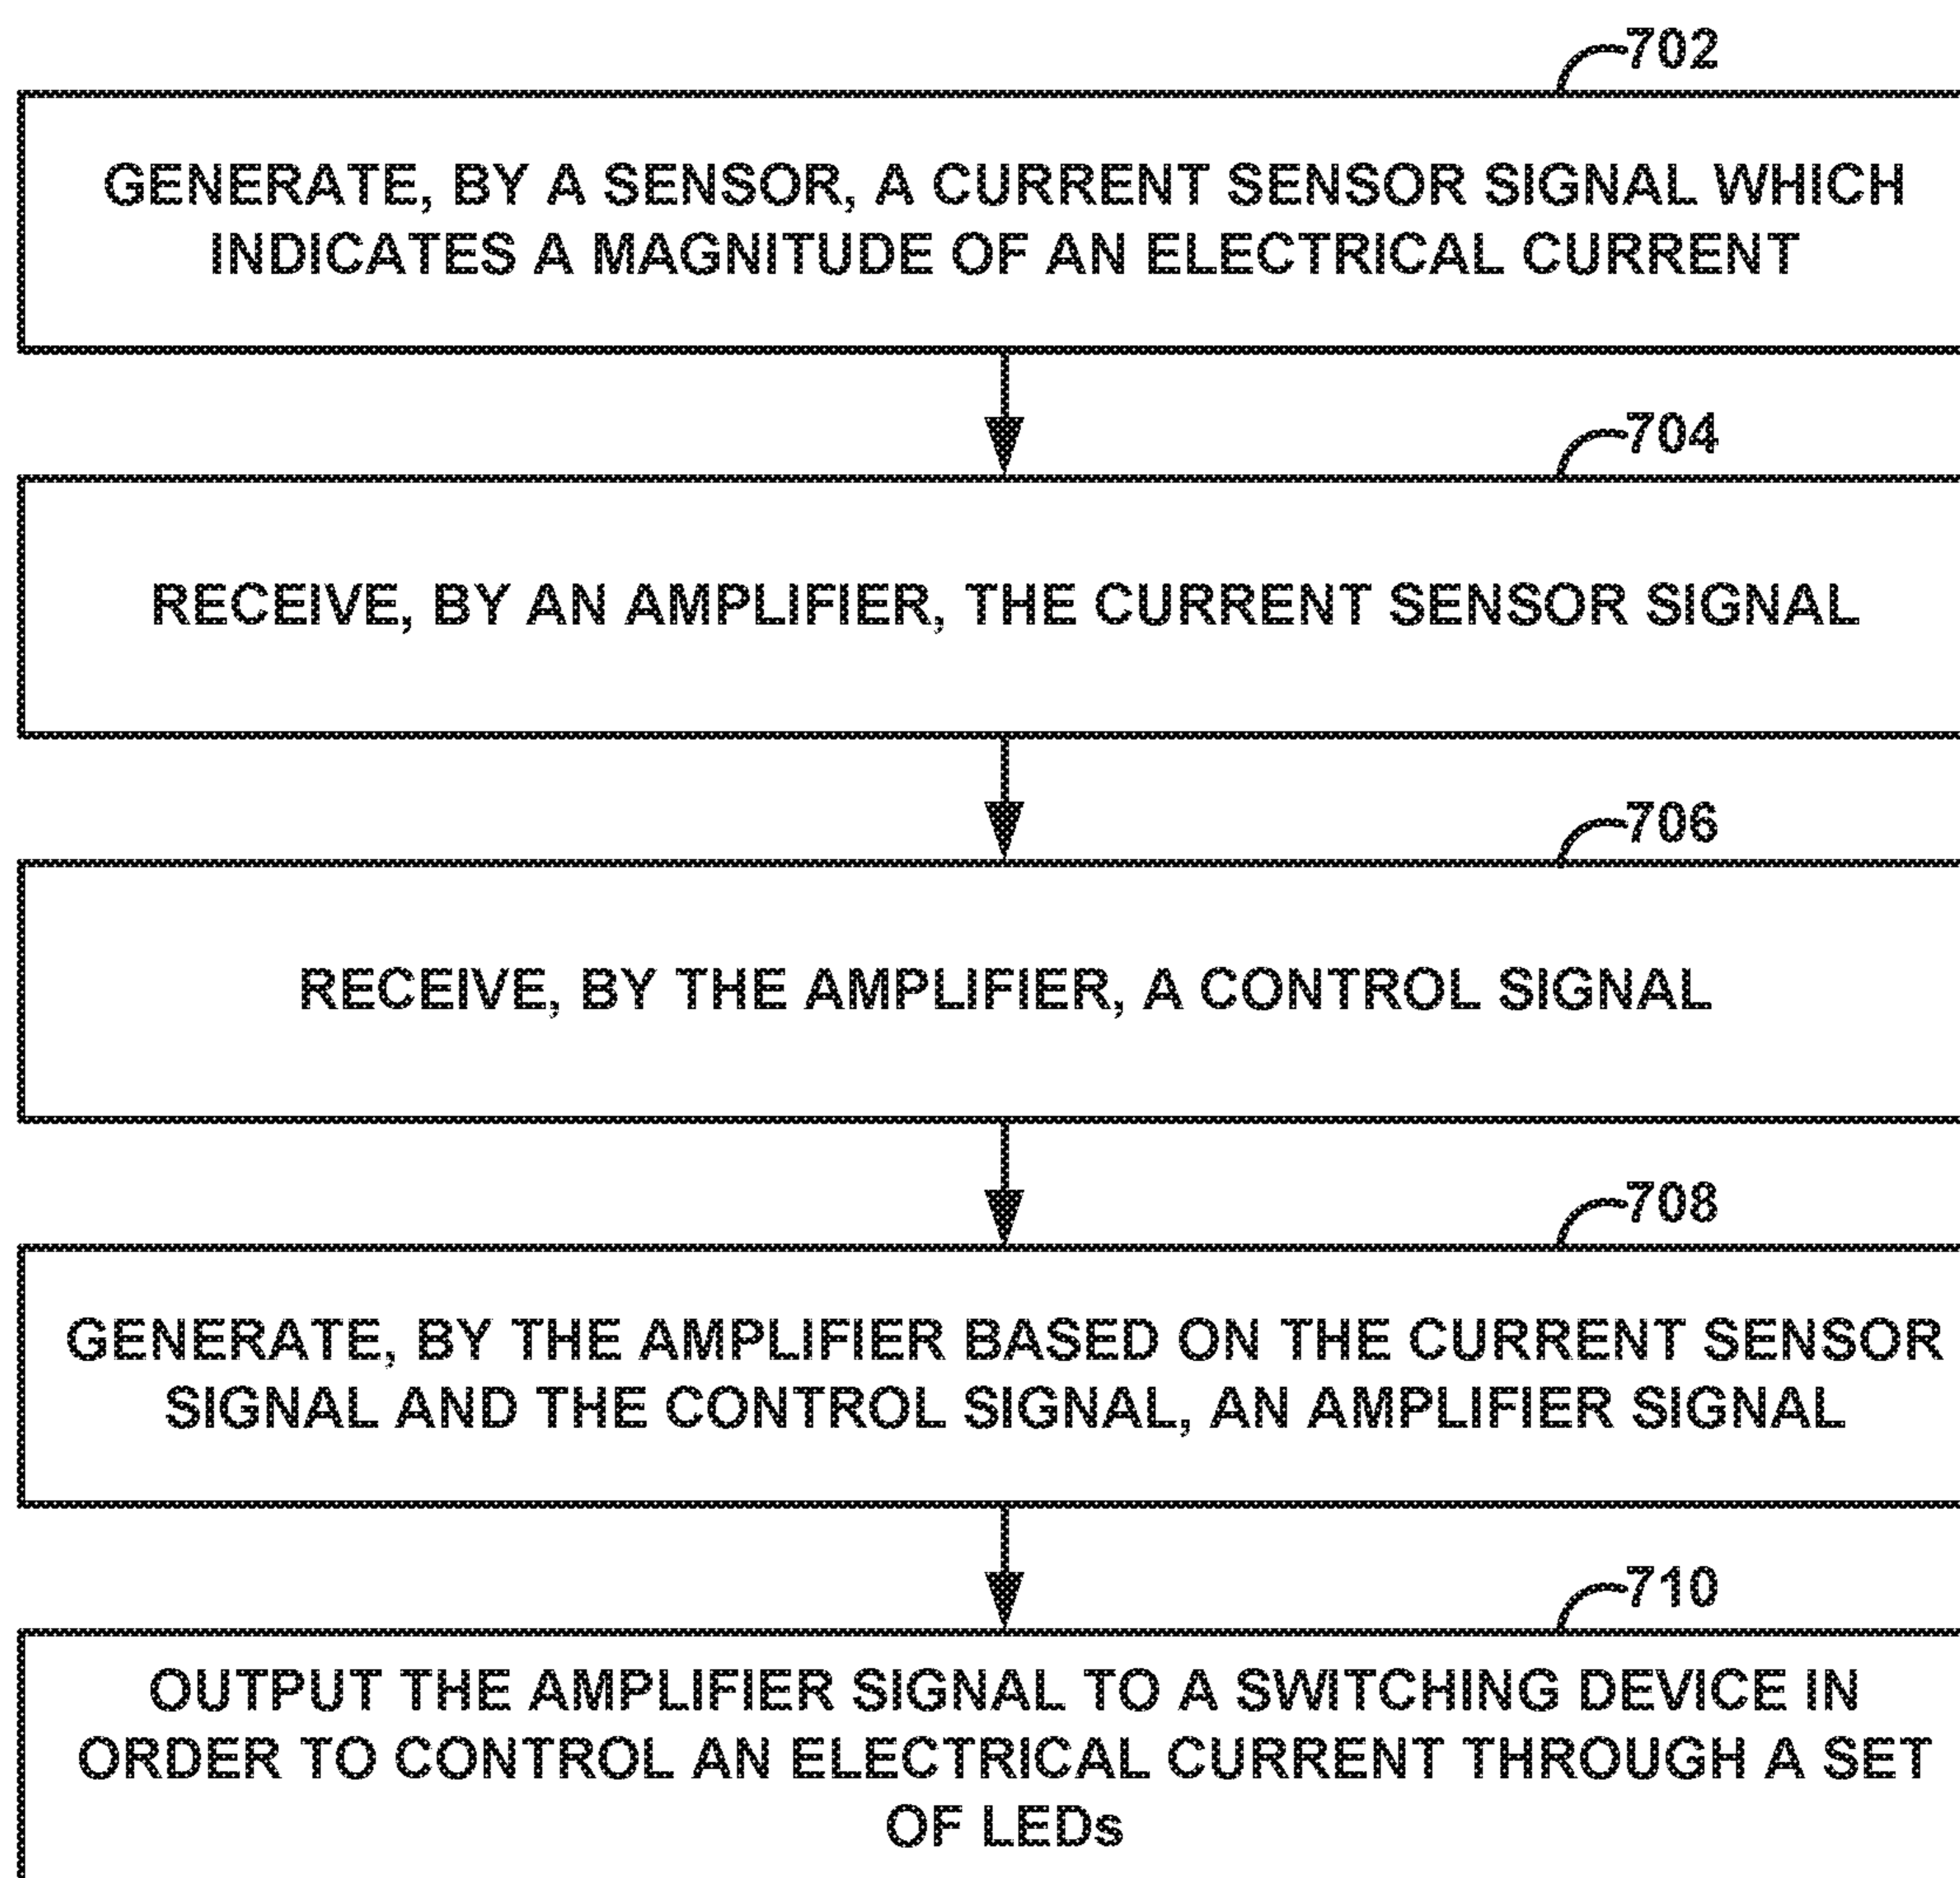 702
GENERATE, BY A SENSOR, A CURRENT SENSOR SIGNAL WHICH
INDICATES A MAGNITUDE OF AN ELECTRICAL CURRENT
704
RECEIVE, BY AN AMPLIFIER, THE CURRENT SENSOR SIGNAL
706
RECEIVE, BY THE AMPLIFIER, A CONTROL SIGNAL
708
GENERATE, BY THE AMPLIFIER BASED ON THE CURRENT SENSOR
SIGNAL AND THE CONTROL SIGNAL, AN AMPLIFIER SIGNAL
710
OUTPUT THE AMPLIFIER SIGNAL TO A SWITCHING DEVICE IN
ORDER TO CONTROL AN ELECTRICAL CURRENT THROUGH A SET
OF LEDs